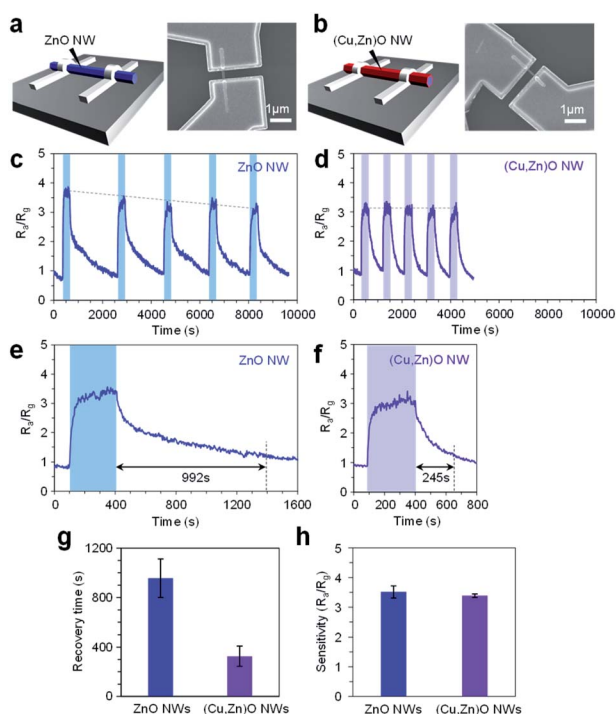 a
ZnO NW
1μm
b
(Cu,Zn)O NW
1μm
c
ZnO NW
Ra/Rg
5
4
3
2
1
0
0 2000 4000 6000 8000 10000
Time (s)
d
(Cu,Zn)O NW
Ra/Rg
5
4
3
2
1
0
0 2000 4000 6000 8000 10000
Time (s)
e
ZnO NW
Ra/Rg
5
4
3
2
1
0
992s
0 400 800 1200 1600
Time (s)
f
(Cu,Zn)O NW
Ra/Rg
5
4
3
2
1
0
245s
0 200 400 600 800
Time (s)
g
Recovery time (s)
1200
800
400
0
ZnO NWs (Cu,Zn)O NWs
h
Sensitivity (Ra/Rg)
5
4
3
2
1
0
ZnO NWs (Cu,Zn)O NWs